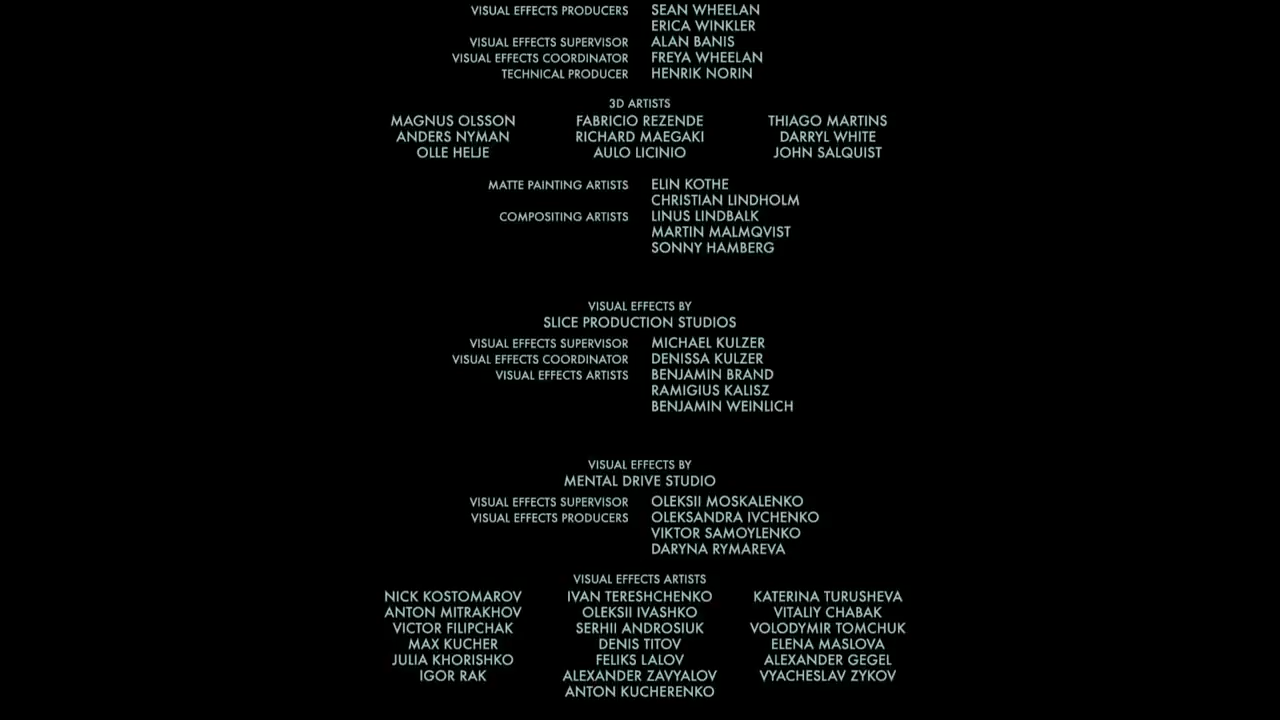 VISUAL EFFECTS PRODUCERS SEAN WHEELAN
ERICA WINKLER
VISUAL EFFECTS SUPERVISOR ALAN BANIS
VISUAL EFFECTS COORDINATOR FREYA WHEELAN
TECHNICAL PRODUCER HENRIK NORIN
3D ARTISTS
MAGNUS OLSSON FABRICIO REZENDE THIAGO MARTINS
ANDERS NYMAN RICHARD MAEGAKI DARRYL WHITE
OLLE HELJE AULO LICINIO JOHN SALQUIST
MATTE PAINTING ARTISTS ELIN KOTHE
CHRISTIAN LINDHOLM
COMPOSITING ARTISTS LINUS LINDBALK
MARTIN MALMQVIST
SONNY HAMBERG
VISUAL EFFECTS BY
SLICE PRODUCTION STUDIOS
VISUAL EFFECTS SUPERVISOR MICHAEL KULZER
VISUAL EFFECTS COORDINATOR DENISSA KULZER
VISUAL EFFECTS ARTISTS BENJAMIN BRAND
RAMIGIUS KALISZ
BENJAMIN WEINLICH
VISUAL EFFECTS BY
MENTAL DRIVE STUDIO
VISUAL EFFECTS SUPERVISOR OLEKSII MOSKALENKO
VISUAL EFFECTS PRODUCERS OLEKSANDRA IVCHENKO
VIKTOR SAMOYLENKO
DARYNA RYMAREVA
VISUAL EFFECTS ARTISTS
NICK KOSTOMAROV IVAN TERESHCHENKO KATERINA TURUSHEVA
ANTON MITRAKHOV OLEKSII IVASHKO VITALIY CHABAK
VICTOR FILIPCHAK SERHII ANDROSIUK VOLODYMIR TOMCHUK
MAX KUCHER DENIS TITOV ELENA MASLOVA
JULIA KHORISHKO FELIKS LALOV ALEXANDER GEGEL
IGOR RAK ALEXANDER ZAVYALOV VYACHESLAV ZYKOV
ANTON KUCHERENKO